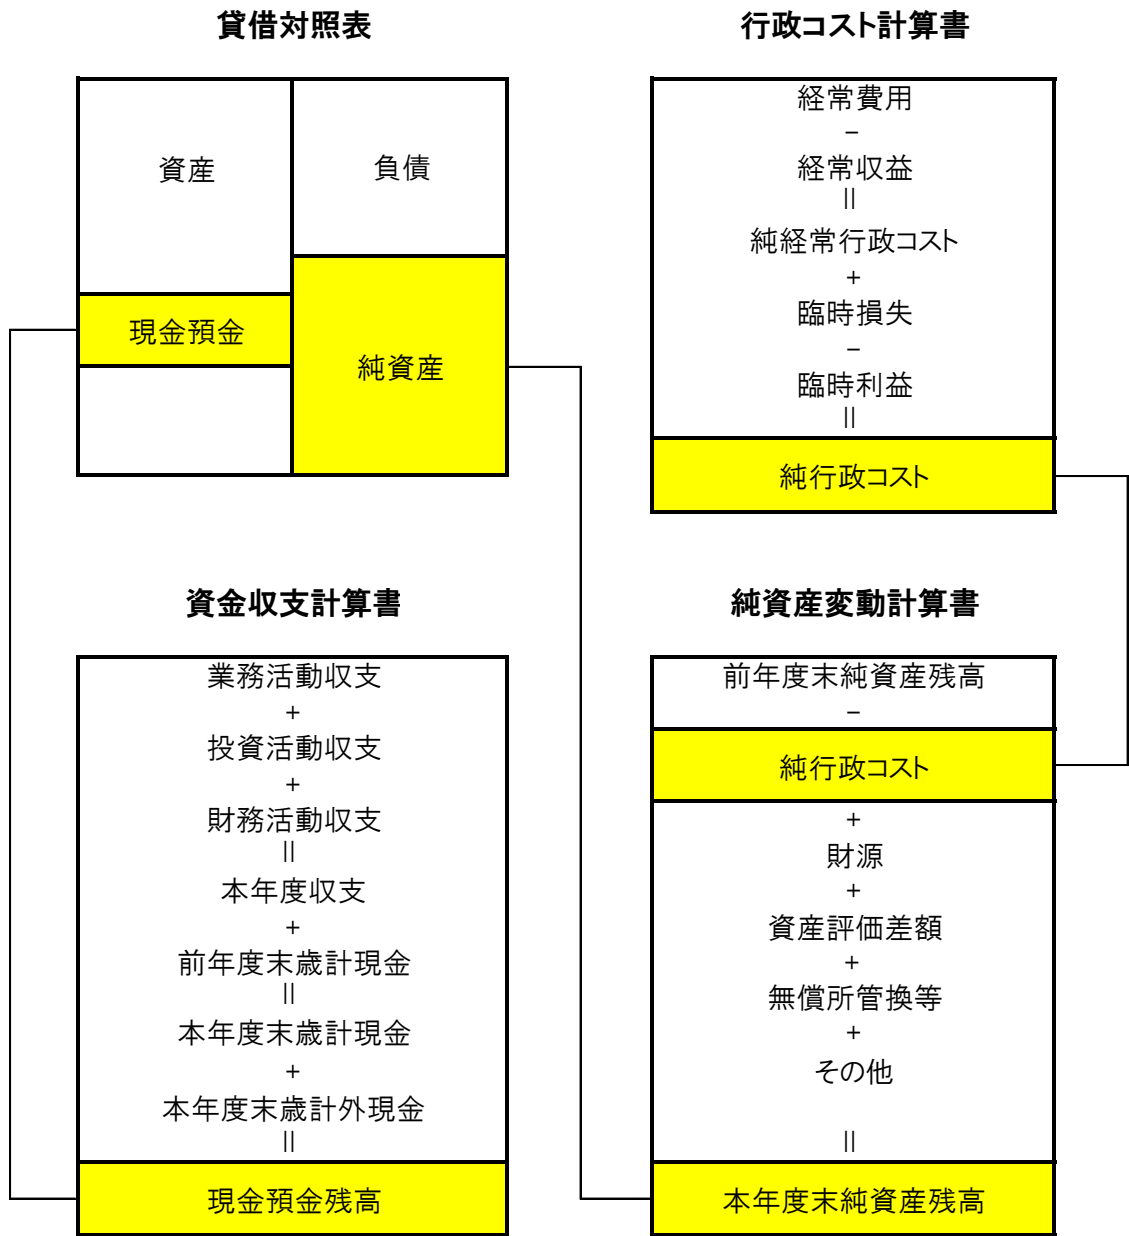 貸借対照表
資産
負債
現金預金
純資産
行政コスト計算書
経常費用
−
経常収益
||
純経常行政コスト
+
臨時損失
−
臨時利益
||
純行政コスト
資金収支計算書
業務活動収支
+
投資活動収支
+
財務活動収支
||
本年度収支
+
前年度末歳計現金
||
本年度末歳計現金
+
本年度末歳計外現金
||
現金預金残高
純資産変動計算書
前年度末純資産残高
−
純行政コスト
+
財源
+
資産評価差額
+
無償所管換等
+
その他
||
本年度末純資産残高